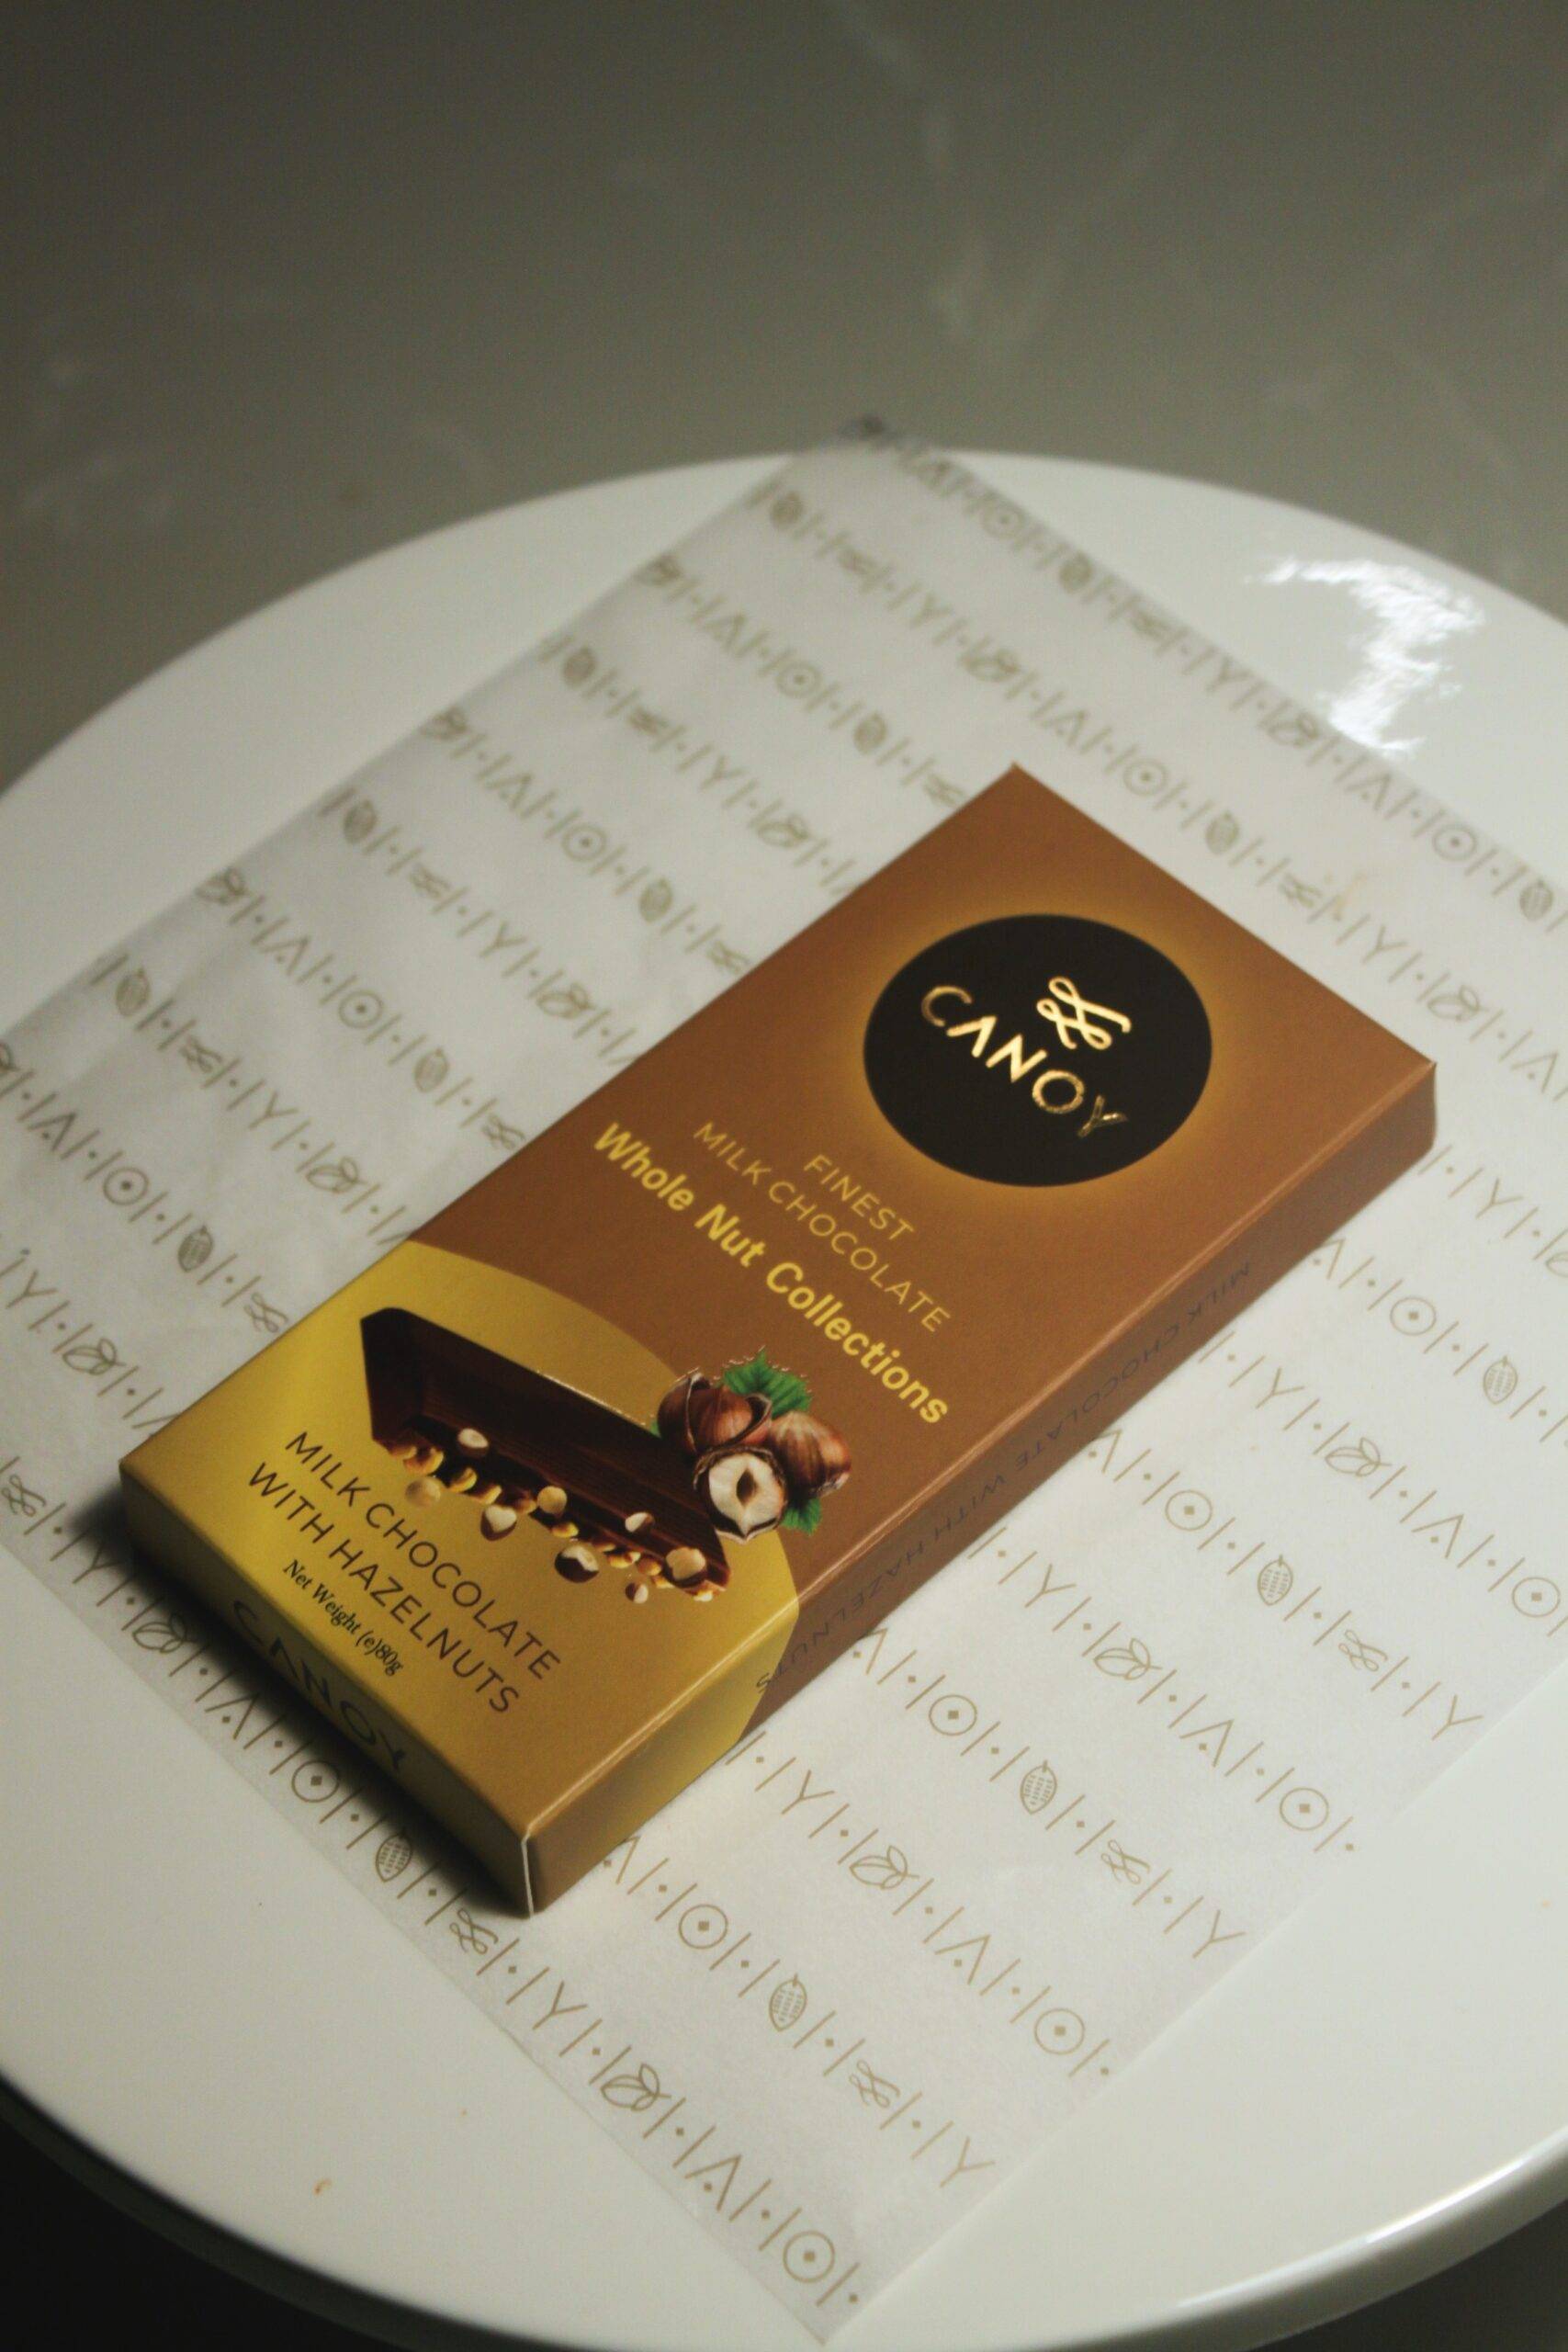 CANOY
FINEST
MILK CHOCOLATE
Whole Nut Collections
MILK CHOCOLATE
WITH HAZELNUTS
Net Weight (e)80g
CANOY
MILK CHOCOLATE WITH HAZELNUTS